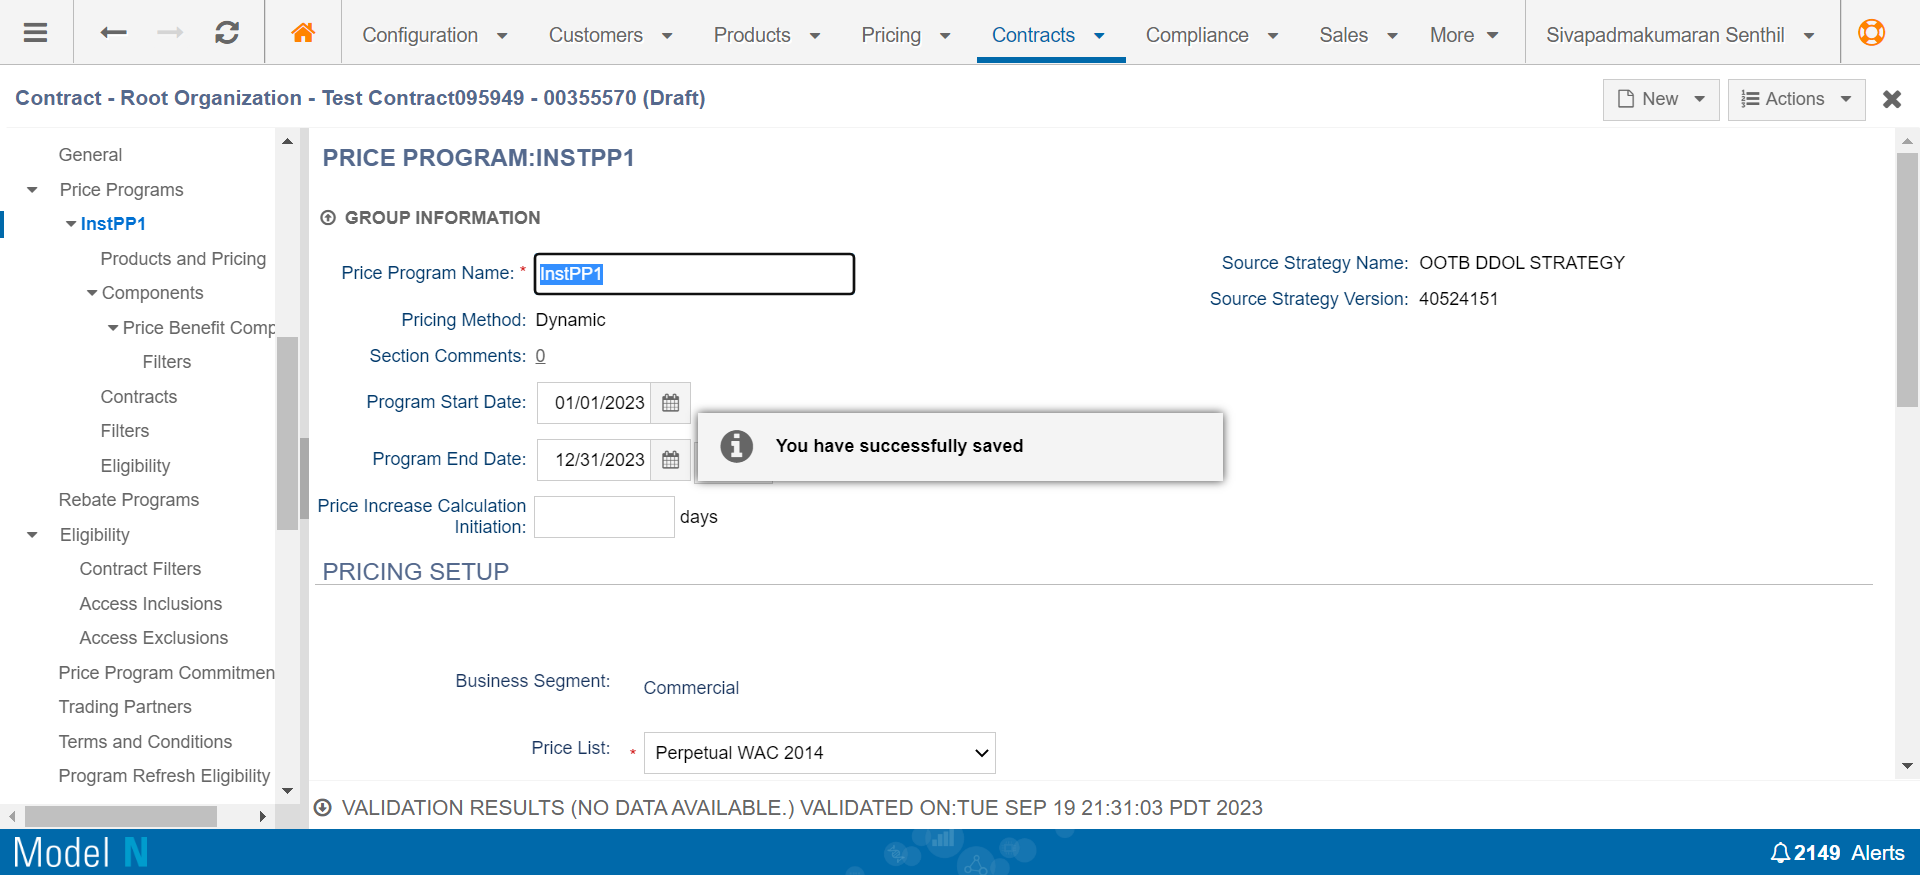 Configuration
Customers
Products
Pricing
Contracts
Compliance
Sales
More
Sivapadmakumaran Senthil
Contract - Root Organization - Test Contract095949 - 00355570 (Draft)
New
Actions
General
Price Programs
InstPP1
Products and Pricing
Components
Price Benefit Comp
Filters
Contracts
Filters
Eligibility
Rebate Programs
Eligibility
Contract Filters
Access Inclusions
Access Exclusions
Price Program Commitmen
Trading Partners
Terms and Conditions
Program Refresh Eligibility
PRICE PROGRAM:INSTPP1
GROUP INFORMATION
Price Program Name: * InstPP1
Source Strategy Name: OOTB DDOL STRATEGY
Source Strategy Version: 40524151
Pricing Method: Dynamic
Section Comments: 0
Program Start Date: 01/01/2023
You have successfully saved
Program End Date: 12/31/2023
Price Increase Calculation
Initiation: days
PRICING SETUP
Business Segment: Commercial
Price List: * Perpetual WAC 2014
VALIDATION RESULTS (NO DATA AVAILABLE.) VALIDATED ON:TUE SEP 19 21:31:03 PDT 2023
Model N
2149 Alerts